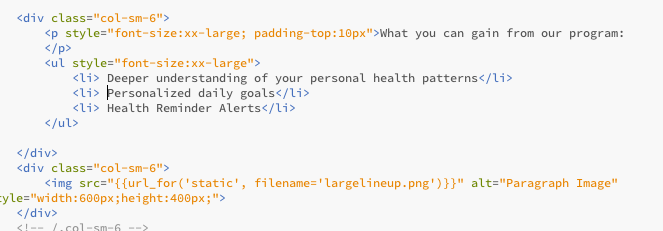 <div class="col-sm-6">
<p style="font-size:xx-large; padding-top:10px">What you can gain from our program:
</p>
<ul style="font-size:xx-large">
<li> Deeper understanding of your personal health patterns</li>
<li> Personalized daily goals</li>
<li> Health Reminder Alerts</li>
</ul>
</div>
<div class="col-sm-6">
<img src="{{url_for('static', filename='largelineup.png')}}" alt="Paragraph Image"
tyle="width:600px;height:400px;">
</div>
<!-- /.col-sm-6 -->